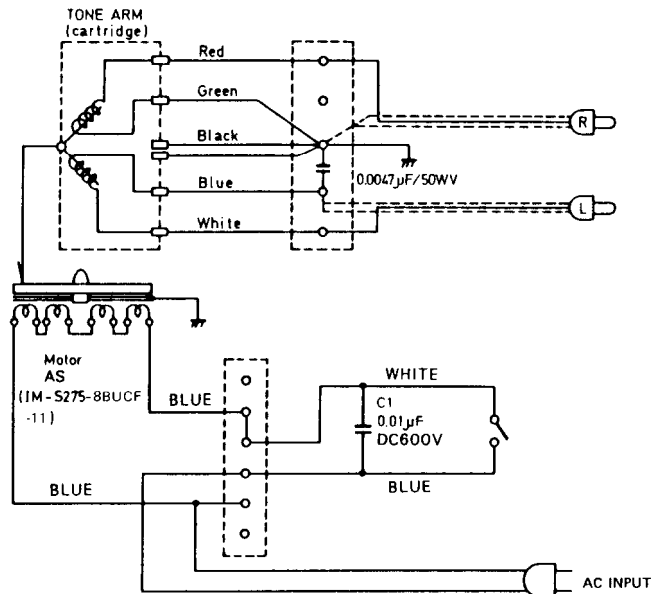 TONE ARM
(cartridge)
Red
Green
Black
Blue
White
R
0.0047µF/50WV
L
Motor
AS
(IM-S275-8BUCF
-11)
BLUE
WHITE
C1
0.01µF
DC600V
BLUE
BLUE
AC INPUT